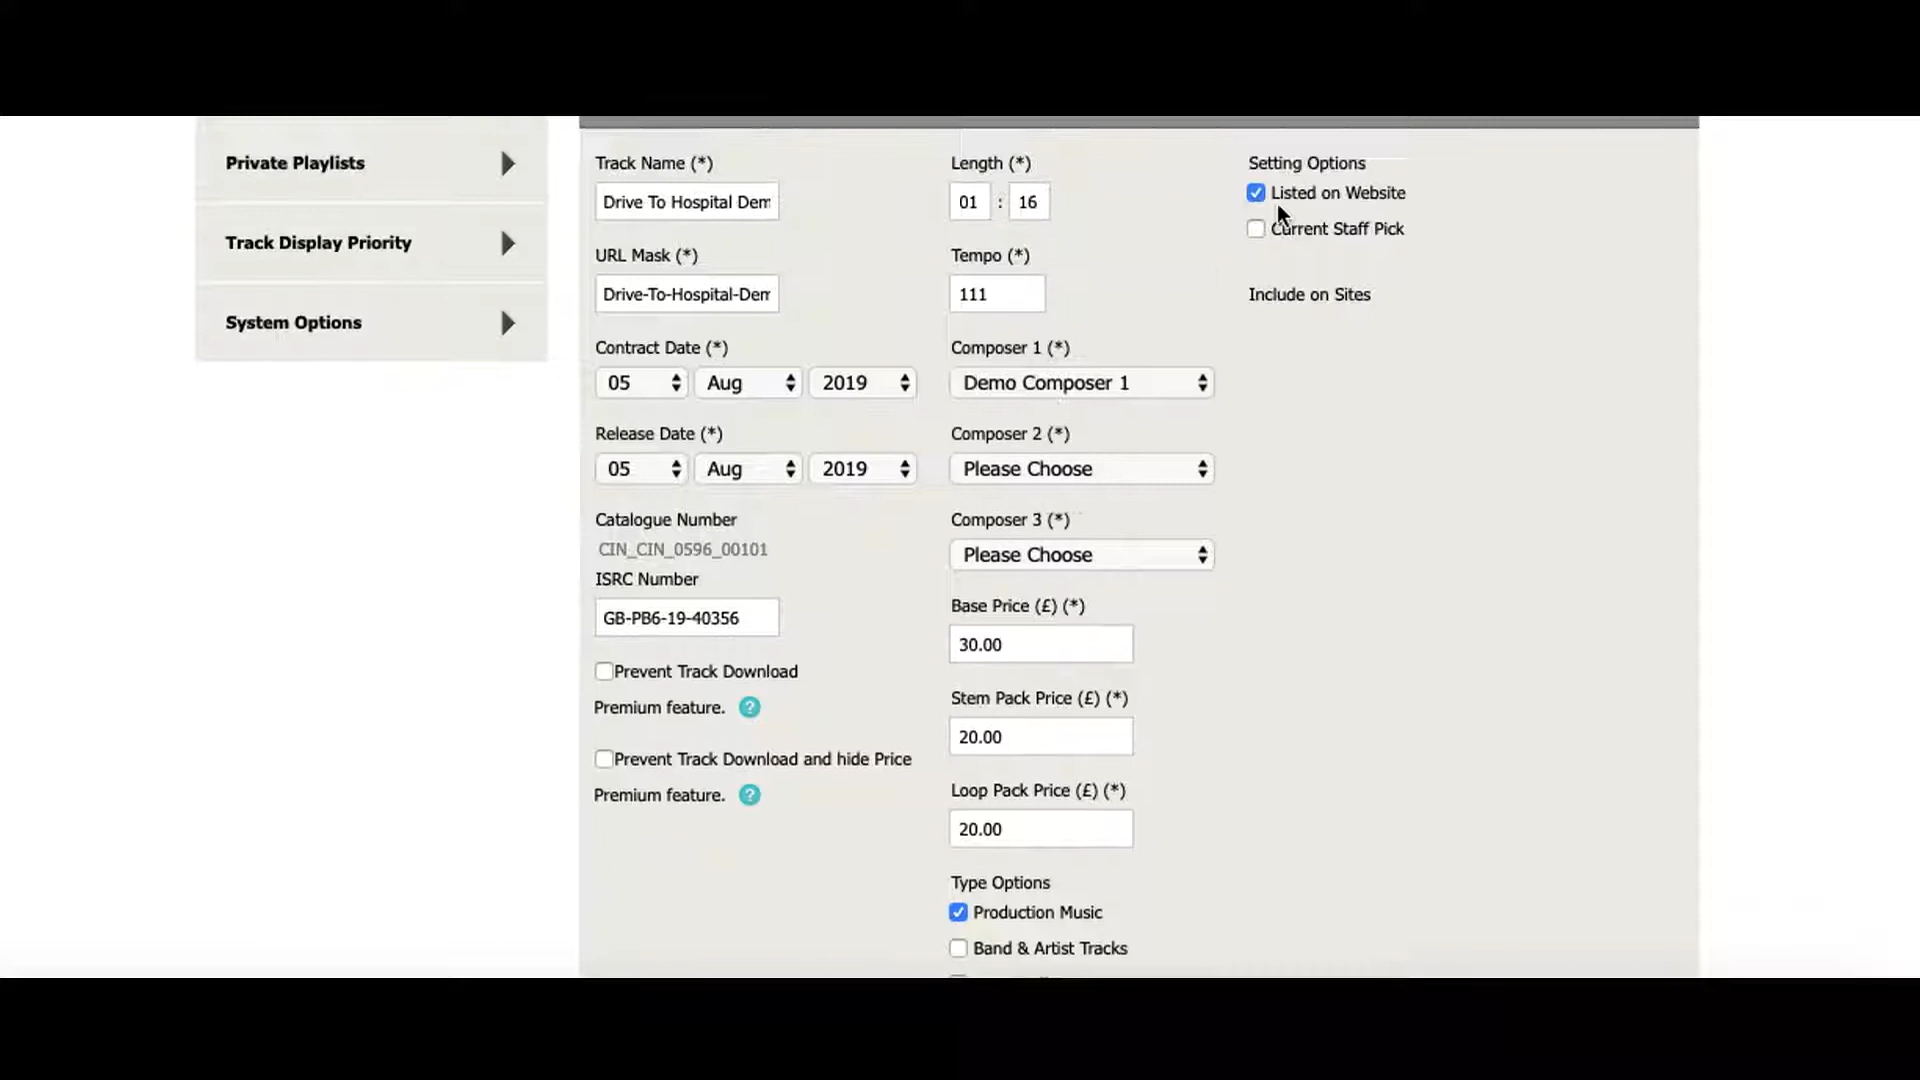 Private Playlists
Track Display Priority
System Options
Track Name (*)
Drive To Hospital Dem
URL Mask (*)
Drive-To-Hospital-Den
Contract Date (*)
05 Aug 2019
Release Date (*)
05 Aug 2019
Catalogue Number
CIN_CIN_0596_00101
ISRC Number
GB-PB6-19-40356
Prevent Track Download
Premium feature. ?
Prevent Track Download and hide Price
Premium feature. ?
Length (*)
01 : 16
Tempo (*)
111
Composer 1 (*)
Demo Composer 1
Composer 2 (*)
Please Choose
Composer 3 (*)
Please Choose
Base Price (£) (*)
30.00
Stem Pack Price (£) (*)
20.00
Loop Pack Price (£) (*)
20.00
Type Options
Production Music
Band & Artist Tracks
Setting Options
Listed on Website
Current Staff Pick
Include on Sites